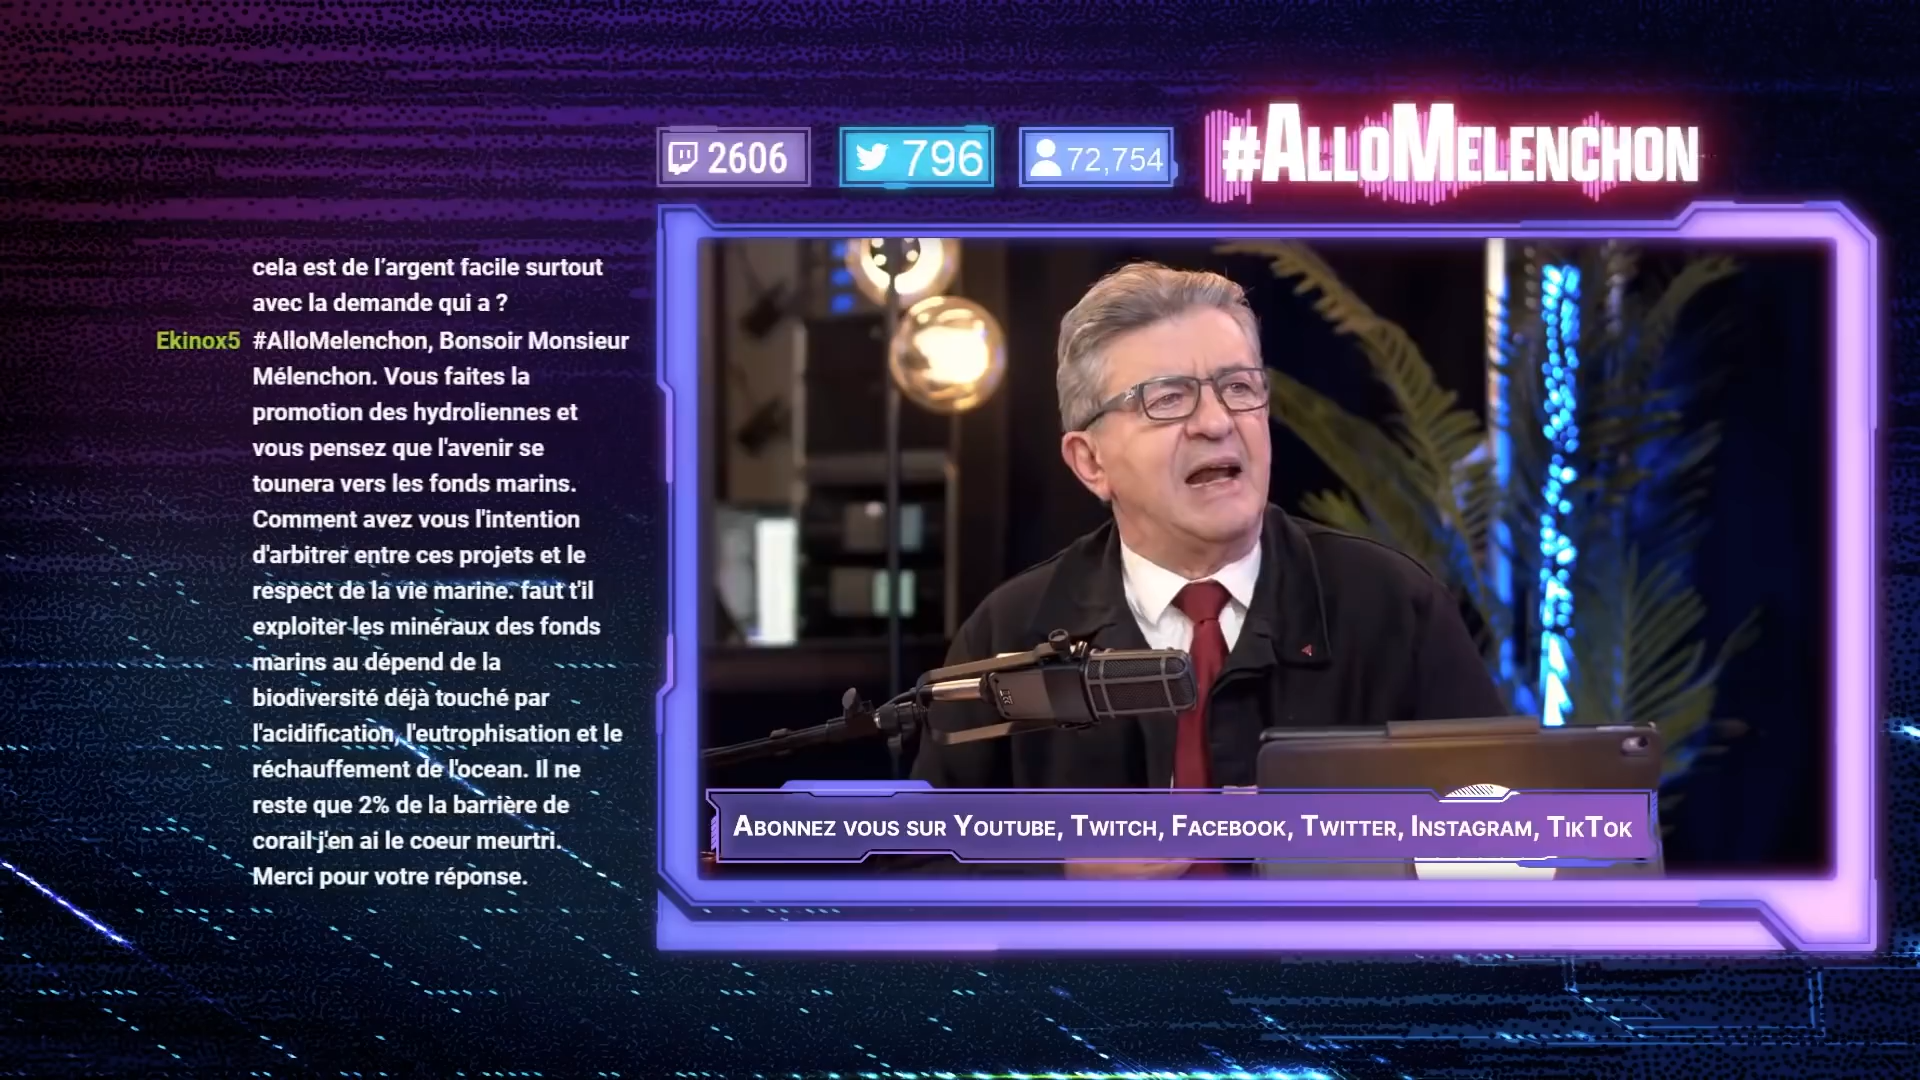 2606
796
72,754
#ALLOMELENCHON
cela est de l’argent facile surtout
avec la demande qui a ?
Ekinox5 #AlloMelenchon, Bonsoir Monsieur
Mélenchon. Vous faites la
promotion des hydroliennes et
vous pensez que l'avenir se
tounera vers les fonds marins.
Comment avez vous l'intention
d'arbitrer entre ces projets et le
respect de la vie marine. faut t'il
exploiter les minéraux des fonds
marins au dépend de la
biodiversité déjà touché par
l'acidification, l'eutrophisation et le
réchauffement de l'ocean. Il ne
reste que 2% de la barrière de
corail j'en ai le coeur meurtri.
Merci pour votre réponse.
ABONNEZ VOUS SUR YOUTUBE, TWITCH, FACEBOOK, TWITTER, INSTAGRAM, TIKTOK